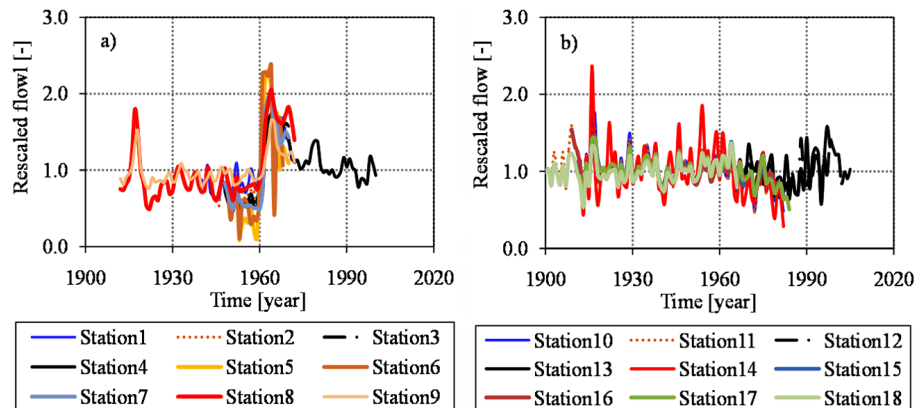 3.0
2.0
1.0
0.0
Rescaled flowl [-]
a)
1900
1930
1960
1990
2020
Time [year]
Station1
Station2
Station3
Station4
Station5
Station6
Station7
Station8
Station9
3.0
2.0
1.0
0.0
Rescaled flow [-]
b)
1900
1930
1960
1990
2020
Time [year]
Station10
Station11
Station12
Station13
Station14
Station15
Station16
Station17
Station18